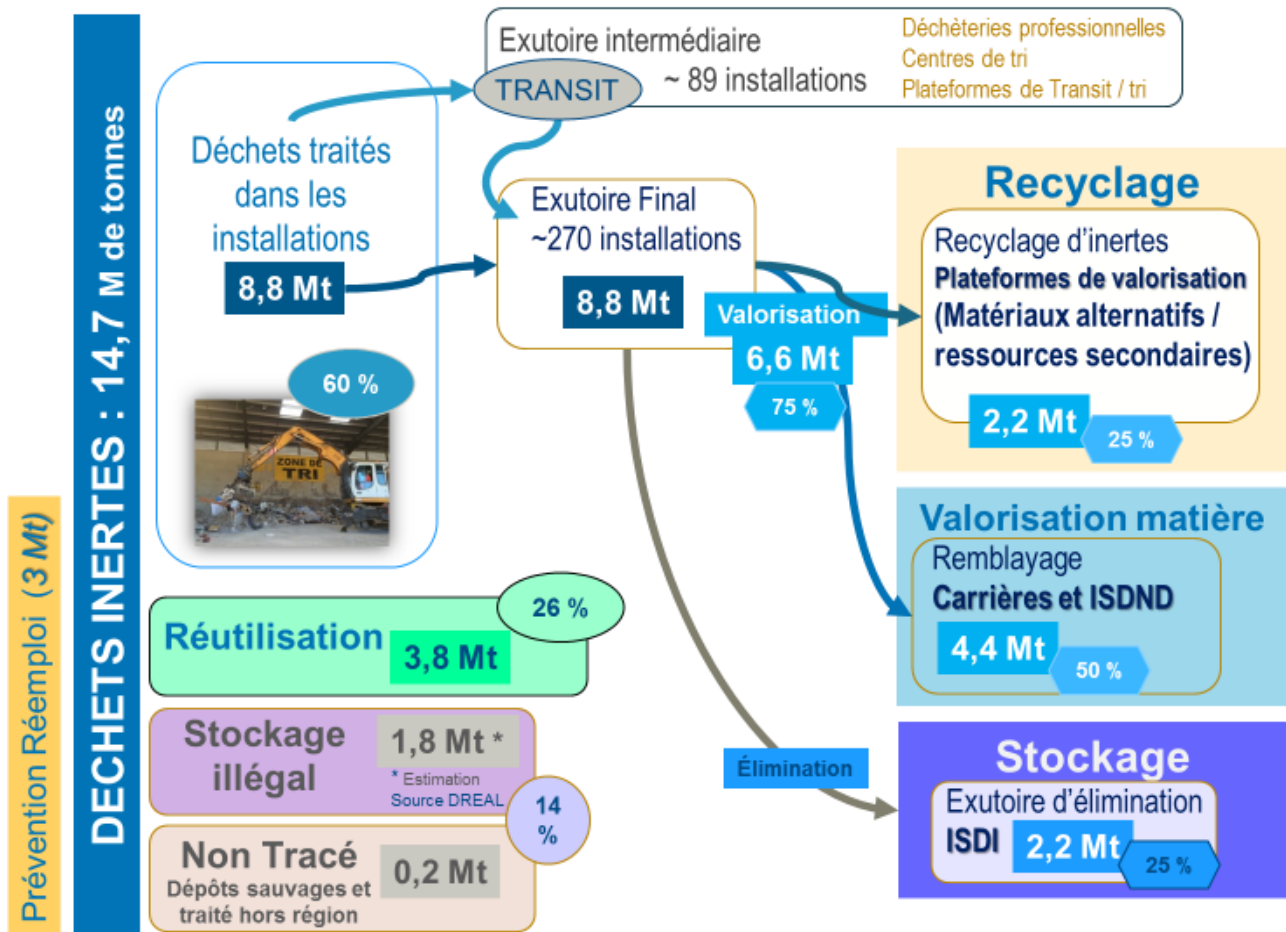 Prévention Réemploi (3 Mt)
DECHETS INERTES : 14,7 M de tonnes
Exutoire intermédiaire
~ 89 installations
TRANSIT
Déchèteries professionnelles
Centres de tri
Plateformes de Transit / tri
Déchets traités
dans les
installations
8,8 Mt
60 %
ZONE DE
TRI
Exutoire Final
~270 installations
8,8 Mt
Valorisation
6,6 Mt
75 %
Recyclage
Recyclage d'inertes
Plateformes de valorisation
(Matériaux alternatifs /
ressources secondaires)
2,2 Mt
25 %
Valorisation matière
Remblayage
Carrières et ISDND
4,4 Mt
50 %
Réutilisation
3,8 Mt
26 %
Stockage
illégal
1,8 Mt *
* Estimation
Source DREAL
14
%
Non Tracé
Dépôts sauvages et
traité hors région
0,2 Mt
Élimination
Stockage
Exutoire d'élimination
ISDI
2,2 Mt
25 %